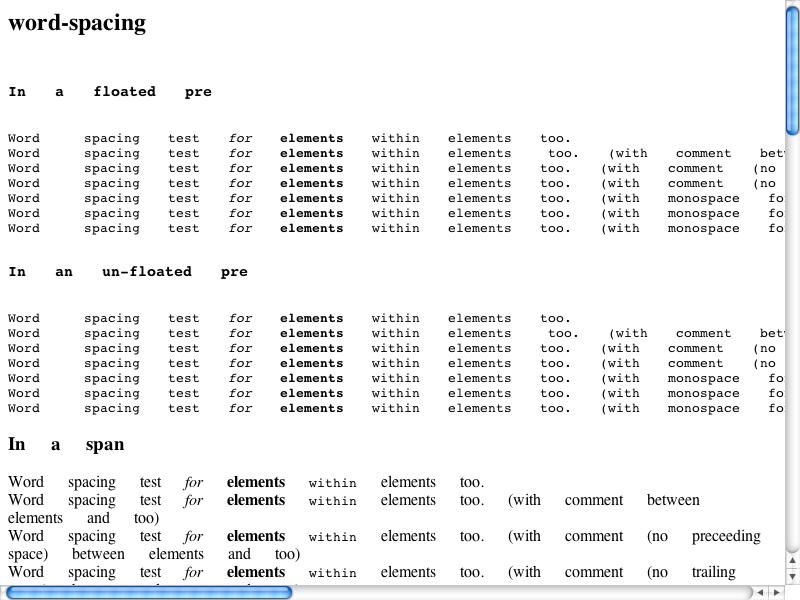 word-spacing
In a floated pre
Word spacing test for elements within elements too.
Word spacing test for elements within elements too. (with comment
Word spacing test for elements within elements too. (with comment (no
Word spacing test for elements within elements too. (with comment (no
Word spacing test for elements within elements too. (with monospace
Word spacing test for elements within elements too. (with monospace
Word spacing test for elements within elements too. (with monospace
In an un-floated pre
Word spacing test for elements within elements too.
Word spacing test for elements within elements too. (with comment
Word spacing test for elements within elements too. (with comment (no
Word spacing test for elements within elements too. (with comment (no
Word spacing test for elements within elements too. (with monospace
Word spacing test for elements within elements too. (with monospace
Word spacing test for elements within elements too. (with monospace
In a span
Word spacing test for elements within elements too.
Word spacing test for elements within elements too. (with comment between
elements and too)
Word spacing test for elements within elements too. (with comment (no preceeding
space) between elements and too)
Word spacing test for elements within elements too. (with comment (no trailing